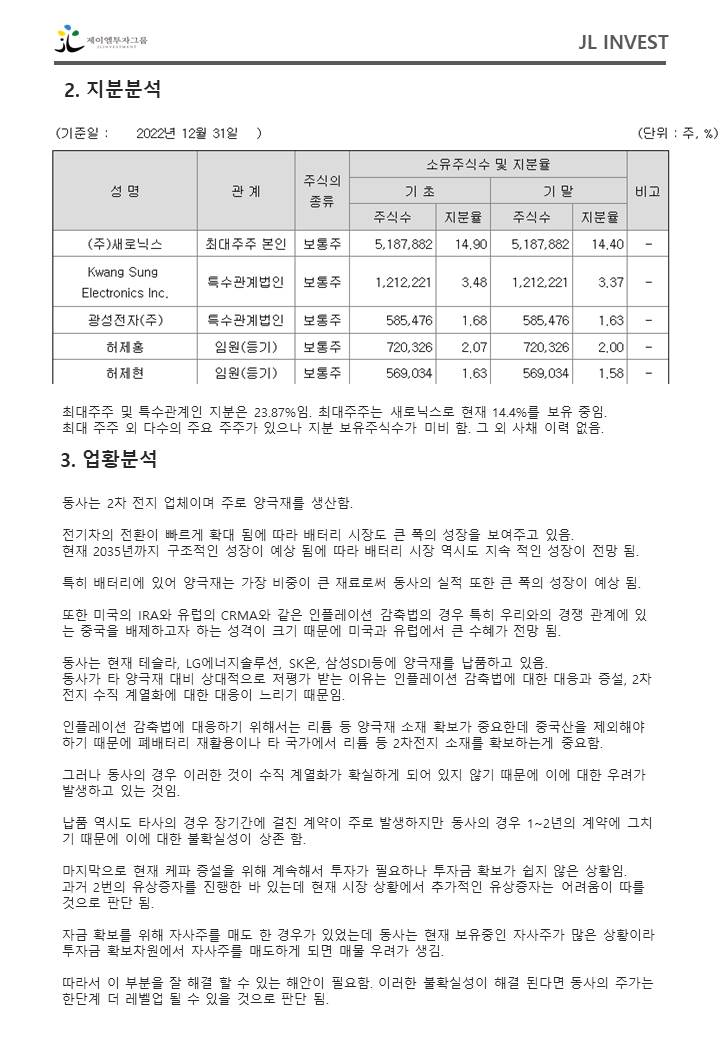 제이엘투자그룹
JLINVESTMENT
JL INVEST
2. 지분분석
(기준일 : 2022년 12월 31일 )
(단위 : 주, %)
성 명 관 계 주식의 종류 소유주식수 및 지분율 비고
기 초 기 말
주식수 지분율 주식수 지분율
(주)새로닉스 최대주주 본인 보통주 5,187,882 14.90 5,187,882 14.40 -
Kwang Sung Electronics Inc. 특수관계법인 보통주 1,212,221 3.48 1,212,221 3.37 -
광성전자(주) 특수관계법인 보통주 585,476 1.68 585,476 1.63 -
허제홍 임원(등기) 보통주 720,326 2.07 720,326 2.00 -
허제현 임원(등기) 보통주 569,034 1.63 569,034 1.58 -
최대주주 및 특수관계인 지분은 23.87%임. 최대주주는 새로닉스로 현재 14.4%를 보유 중임.
최대 주주 외 다수의 주요 주주가 있으나 지분 보유주식수가 미비 함. 그 외 사채 이력 없음.
3. 업황분석
동사는 2차 전지 업체이며 주로 양극재를 생산함.
전기차의 전환이 빠르게 확대 됨에 따라 배터리 시장도 큰 폭의 성장을 보여주고 있음.
현재 2035년까지 구조적인 성장이 예상 됨에 따라 배터리 시장 역시도 지속 적인 성장이 전망 됨.
특히 배터리에 있어 양극재는 가장 비중이 큰 재료로써 동사의 실적 또한 큰 폭의 성장이 예상 됨.
또한 미국의 IRA와 유럽의 CRMA와 같은 인플레이션 감축법의 경우 특히 우리와의 경쟁 관계에 있
는 중국을 배제하고자 하는 성격이 크기 때문에 미국과 유럽에서 큰 수혜가 전망 됨.
동사는 현재 테슬라, LG에너지솔루션, SK온, 삼성SDI등에 양극재를 납품하고 있음.
동사가 타 양극재 대비 상대적으로 저평가 받는 이유는 인플레이션 감축법에 대한 대응과 증설, 2차
전지 수직 계열화에 대한 대응이 느리기 때문임.
인플레이션 감축법에 대응하기 위해서는 리튬 등 양극재 소재 확보가 중요한데 중국산을 제외해야
하기 때문에 폐배터리 재활용이나 타 국가에서 리튬 등 2차전지 소재를 확보하는게 중요함.
그러나 동사의 경우 이러한 것이 수직 계열화가 확실하게 되어 있지 않기 때문에 이에 대한 우려가
발생하고 있는 것임.
납품 역시도 타사의 경우 장기간에 걸친 계약이 주로 발생하지만 동사의 경우 1~2년의 계약에 그치
기 때문에 이에 대한 불확실성이 상존 함.
마지막으로 현재 케파 증설을 위해 계속해서 투자가 필요하나 투자금 확보가 쉽지 않은 상황임.
과거 2번의 유상증자를 진행한 바 있는데 현재 시장 상황에서 추가적인 유상증자는 어려움이 따를
것으로 판단 됨.
자금 확보를 위해 자사주를 매도 한 경우가 있었는데 동사는 현재 보유중인 자사주가 많은 상황이라
투자금 확보차원에서 자사주를 매도하게 되면 매물 우려가 생김.
따라서 이 부분을 잘 해결 할 수 있는 해안이 필요함. 이러한 불확실성이 해결 된다면 동사의 주가는
한단계 더 레벨업 될 수 있을 것으로 판단 됨.